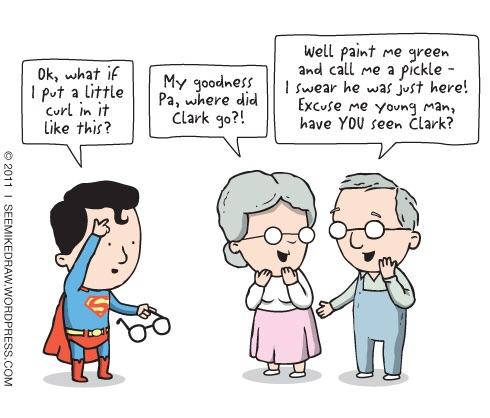 Ok, what if
I put a little
curl in it
like this?
My goodness
Pa, where did
Clark go?!
Well paint me green
and call me a pickle -
I swear he was just here!
Excuse me young man,
have YOU seen Clark?
© 2011 I SEEMIKEDRAW.WORDPRESS.COM
S